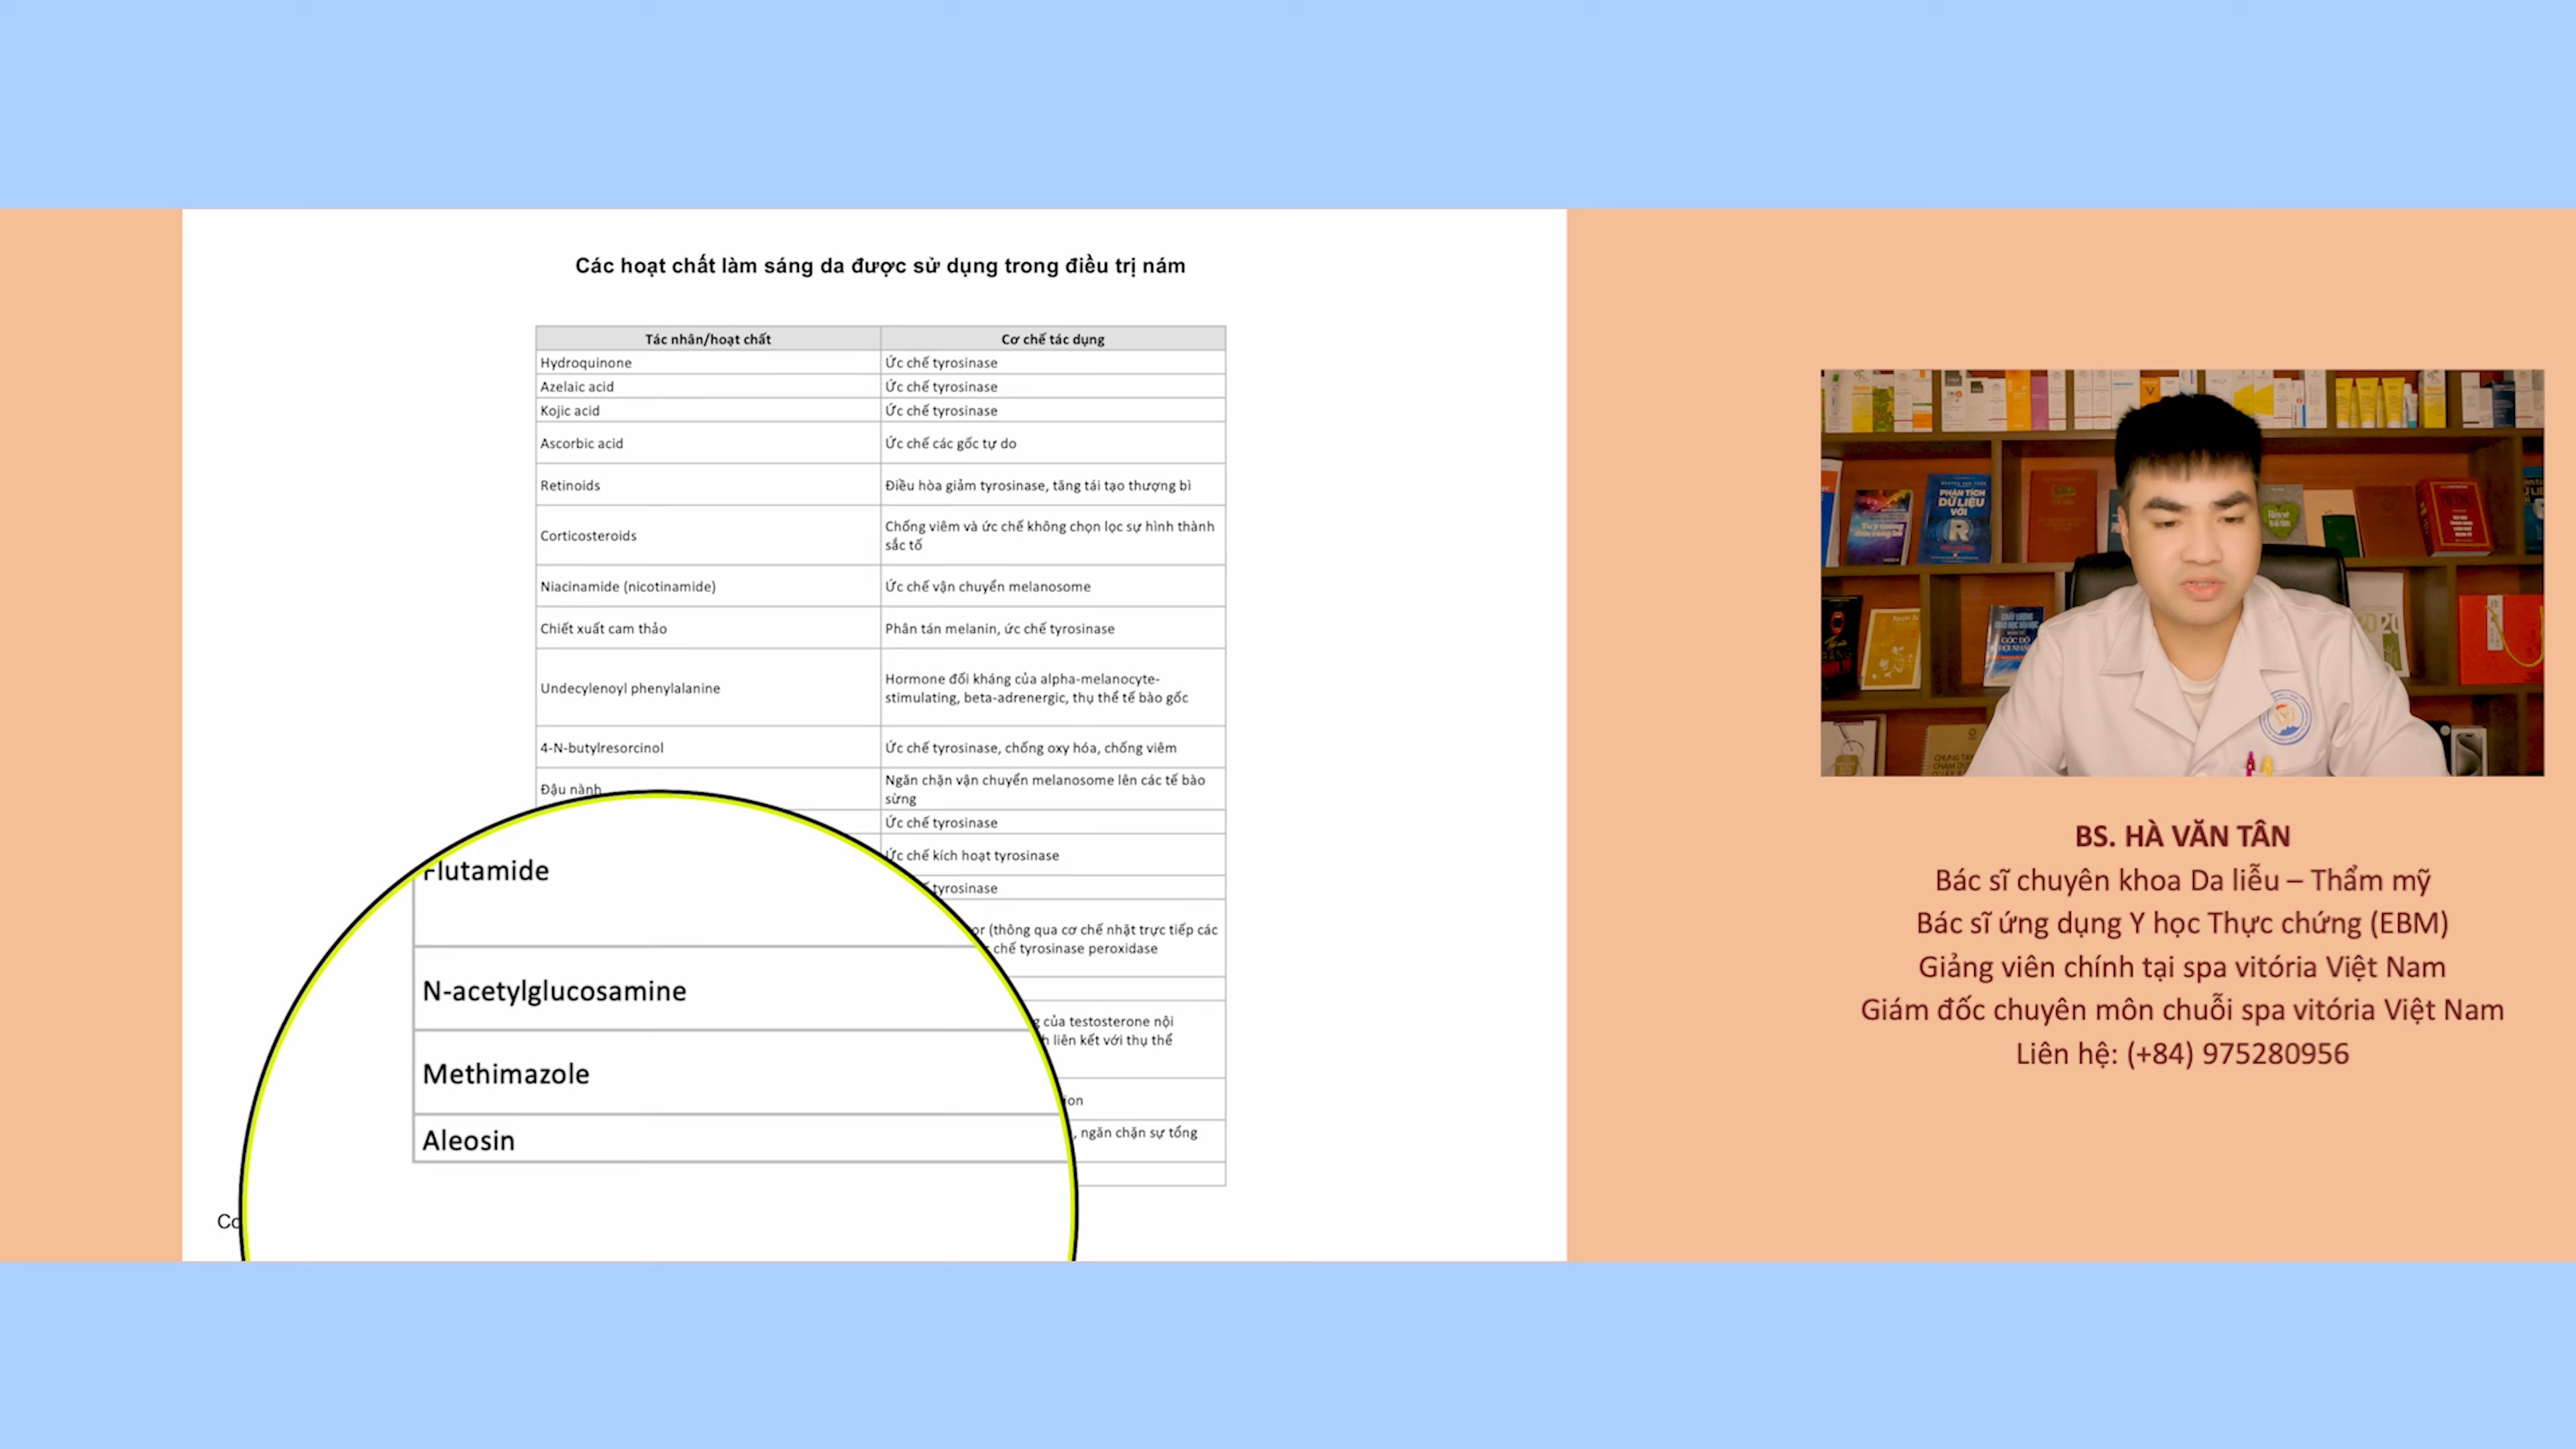 Các hoạt chất làm sáng da được sử dụng trong điều trị nám
Tác nhân/hoạt chất Cơ chế tác dụng
Hydroquinone Ức chế tyrosinase
Azelaic acid Ức chế tyrosinase
Kojic acid Ức chế tyrosinase
Ascorbic acid Ức chế các gốc tự do
Retinoids Điều hòa giảm tyrosinase, tăng tái tạo thượng bì
Corticosteroids Chống viêm và ức chế không chọn lọc sự hình thành
sắc tố
Niacinamide (nicotinamide) Ức chế vận chuyển melanosome
Chiết xuất cam thảo Phân tán melanin, ức chế tyrosinase
Undecylenoyl phenylalanine Hormone đối kháng của alpha-melanocyte-
stimulating, beta-adrenergic, thụ thể tế bào gốc
4-N-butylresorcinol Ức chế tyrosinase, chống oxy hóa, chống viêm
Đậu nành Ngăn chặn vận chuyển melanosome lên các tế bào
sừng
Ức chế tyrosinase
Ức chế kích hoạt tyrosinase
tyrosinase
(thông qua cơ chế nhặt trực tiếp các
chế tyrosinase peroxidase
của testosterone nội
liên kết với thụ thể
, ngăn chặn sự tổng
Flutamide
N-acetylglucosamine
Methimazole
Aleosin
PHÂN TÍCH
DỮ LIỆU
VỚI
R
BS. HÀ VĂN TÂN
Bác sĩ chuyên khoa Da liễu – Thẩm mỹ
Bác sĩ ứng dụng Y học Thực chứng (EBM)
Giảng viên chính tại spa vitória Việt Nam
Giám đốc chuyên môn chuỗi spa vitória Việt Nam
Liên hệ: (+84) 975280956